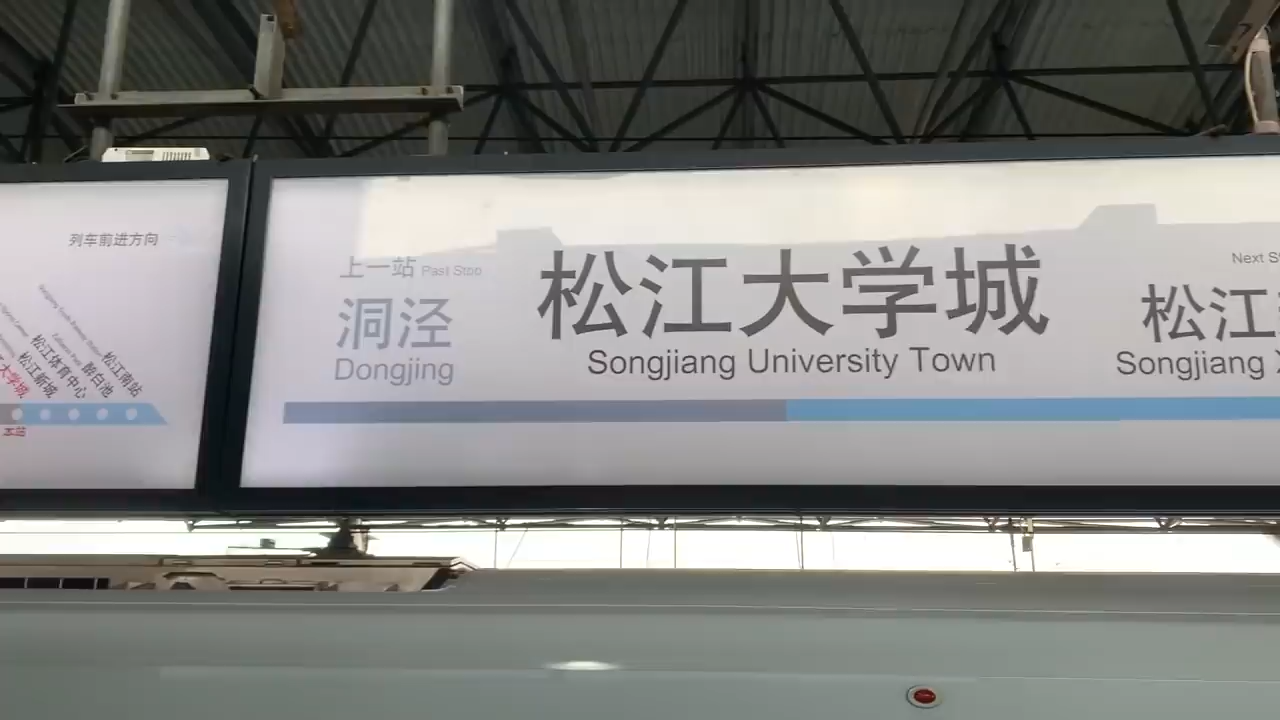 列车前进方向
大学城
松江新城
松江体育中心
醉白池
松江南站
本站
上一站 Past Stop
洞泾
Dongjing
松江大学城
Songjiang University Town
Next S
松江
Songjiang